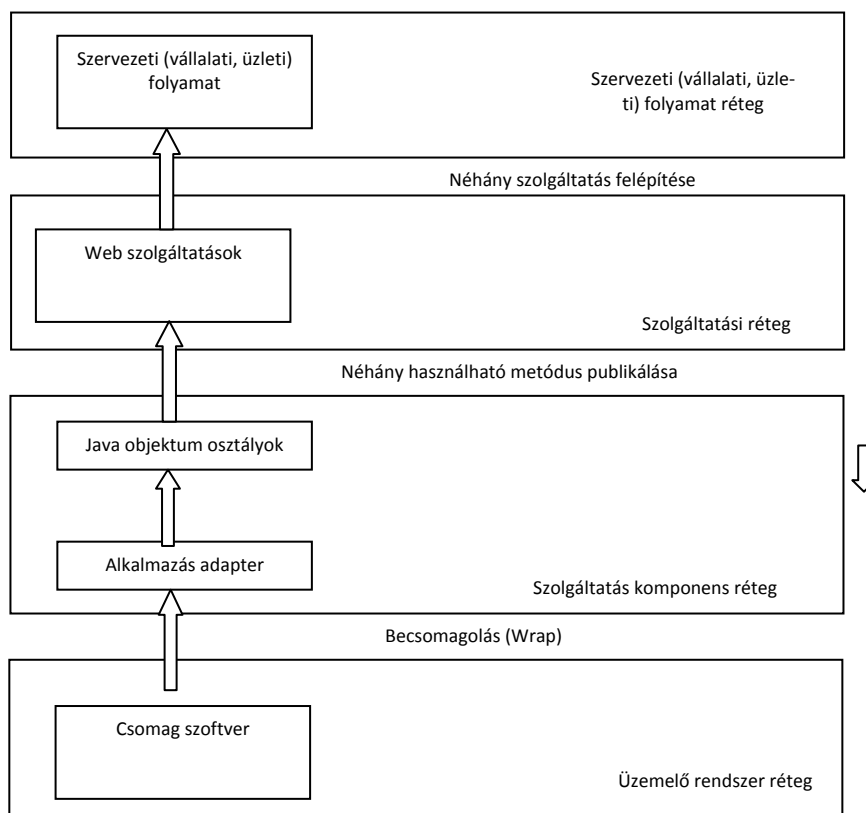 Szervezeti (vállalati, üzleti)
folyamat
Szervezeti (vállalati, üzle-
ti) folyamat réteg
Néhány szolgáltatás felépítése
Web szolgáltatások
Szolgáltatási réteg
Néhány használható metódus publikálása
Java objektum osztályok
Alkalmazás adapter
Szolgáltatás komponens réteg
Becsomagolás (Wrap)
Csomag szoftver
Üzemelő rendszer réteg